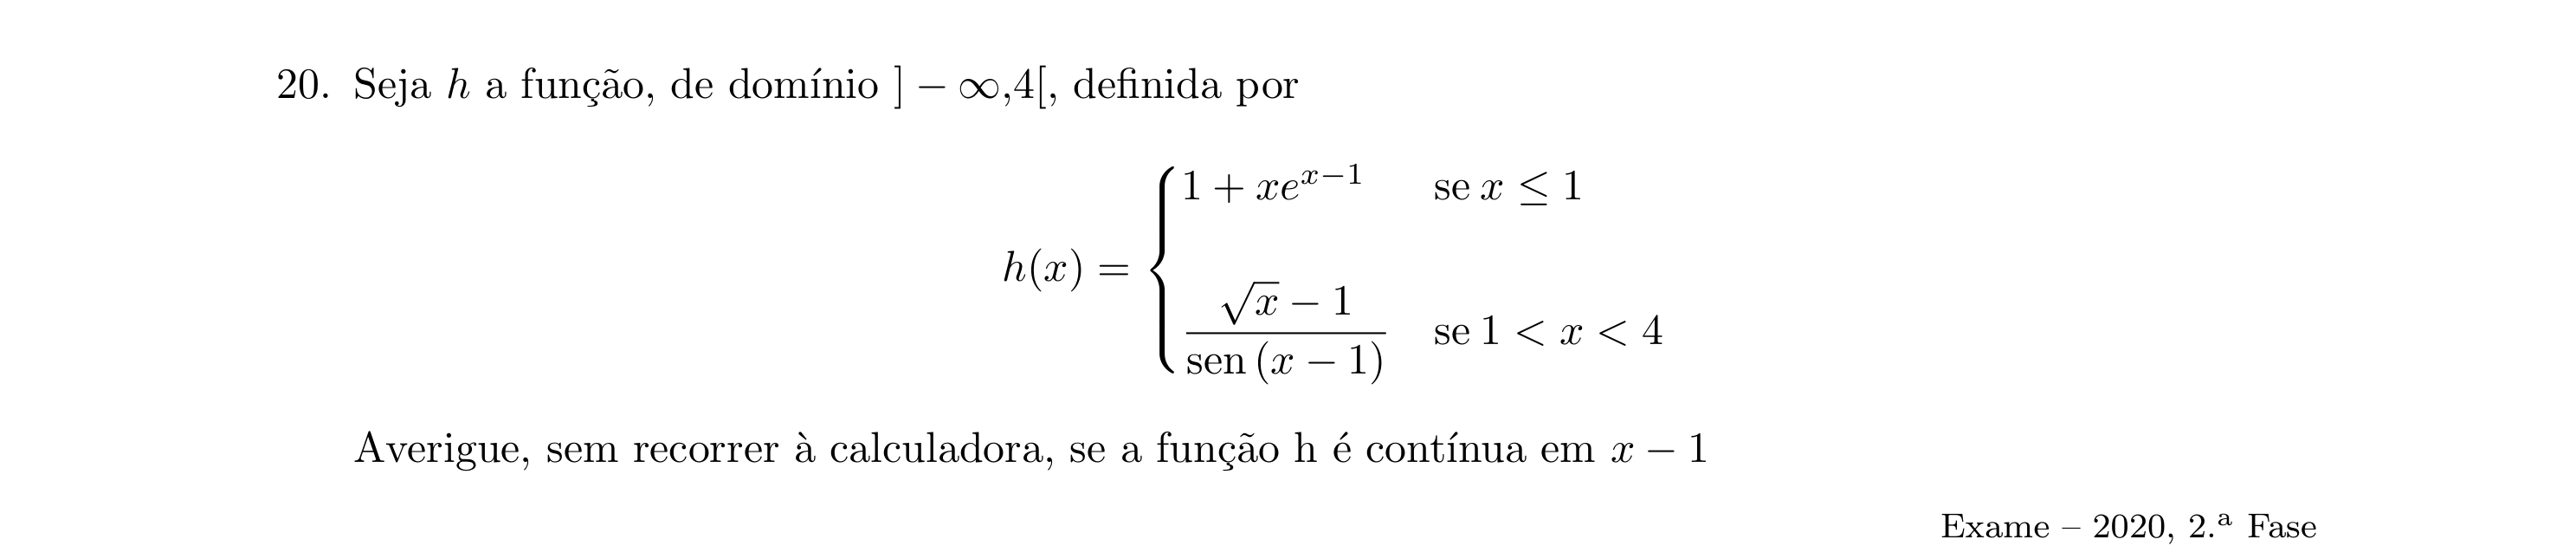 20. Seja h a função, de domínio ] − ∞,4[, definida por
h(x) = { 1 + xe^{x−1} se x ≤ 1
(√x − 1)/(sen (x − 1)) se 1 < x < 4
Averigue, sem recorrer à calculadora, se a função h é contínua em x − 1
Exame – 2020, 2.ª Fase